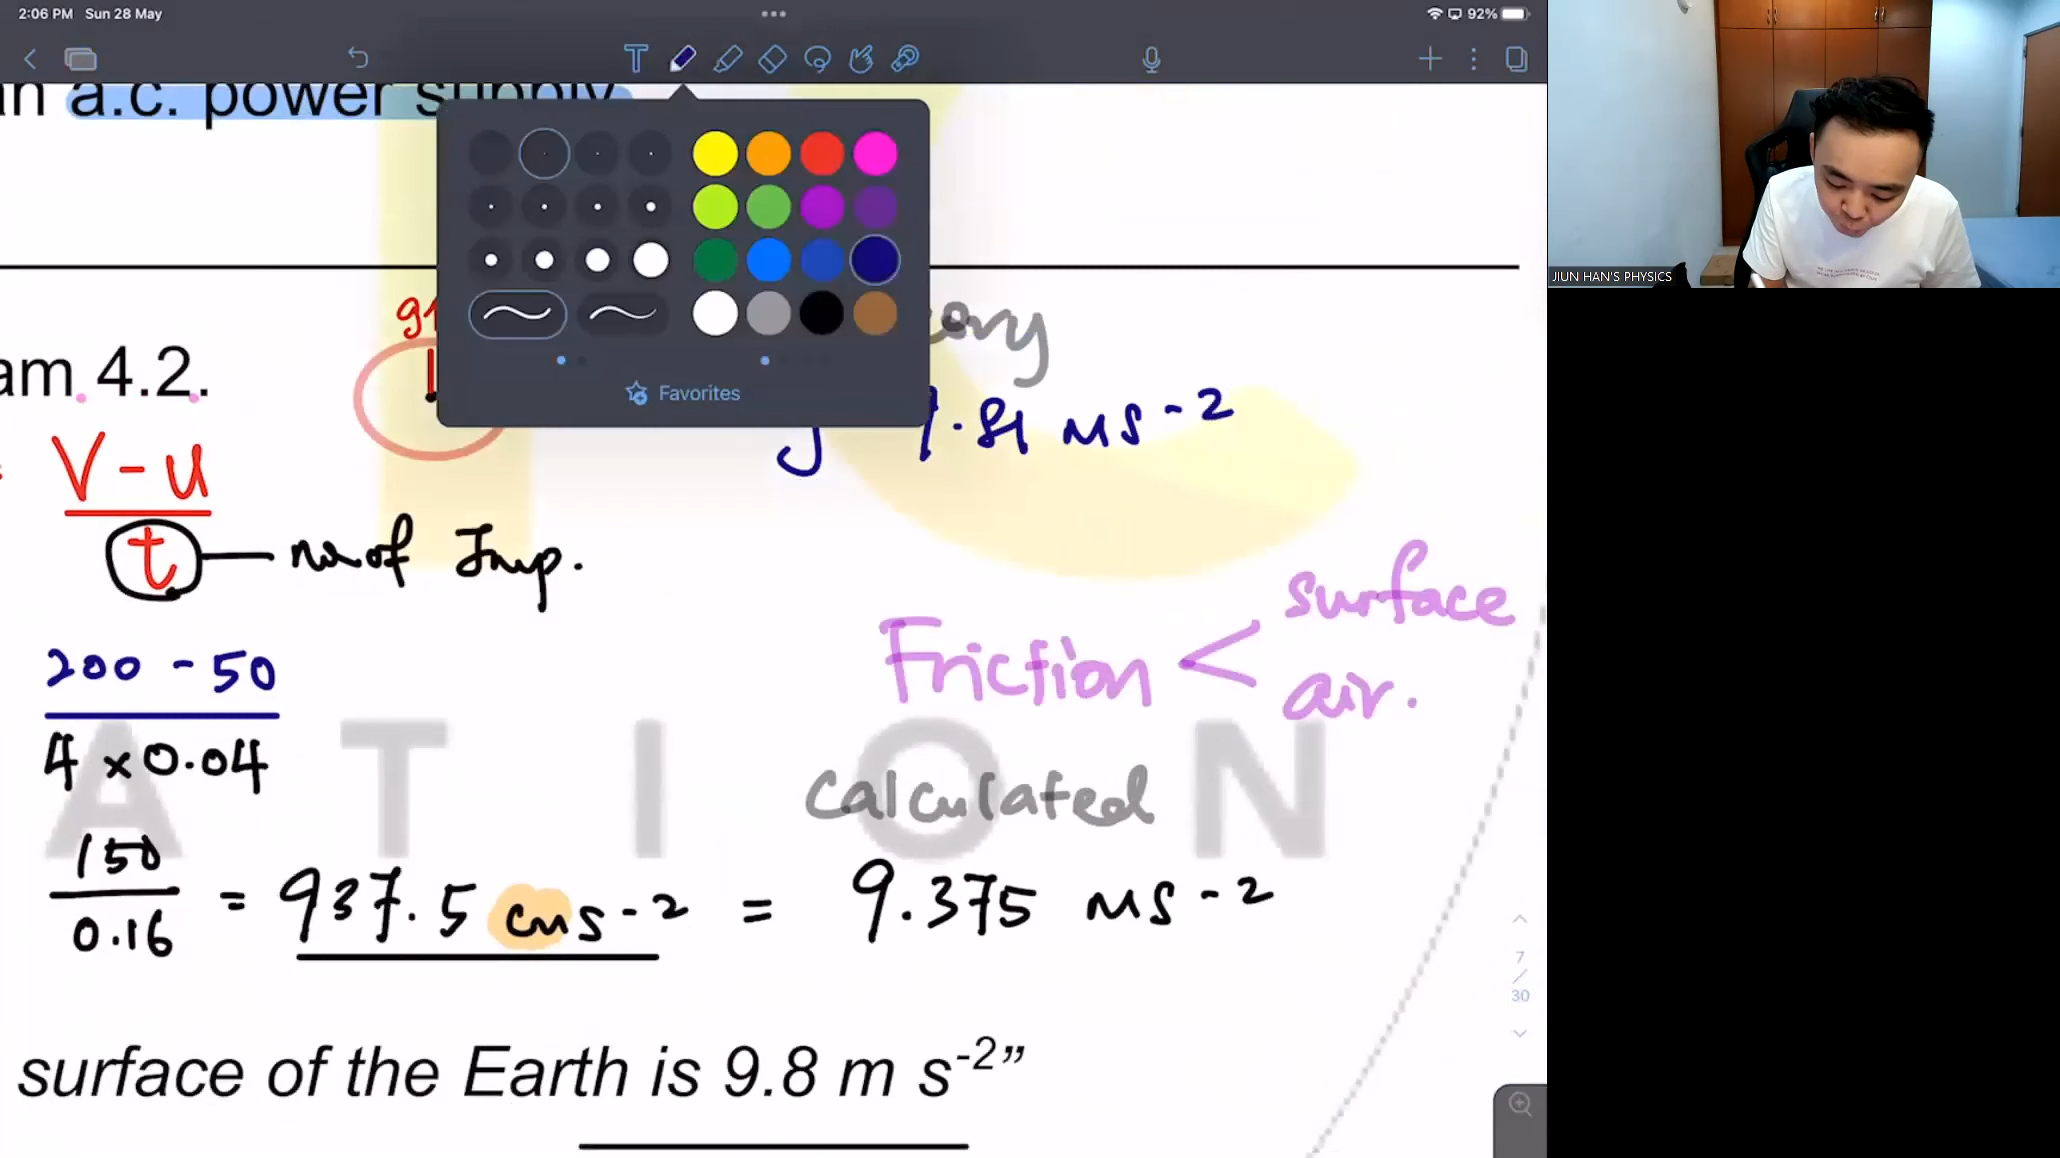 2:06 PM Sun 28 May
92%
JIUN HAN'S PHYSICS
a.c. power supply
Favorites
am 4.2.
.81 ms-2
V - u
t
no of Imp.
surface
Friction <
air.
200 - 50
4 x 0.04
A T I O N
calculated
150
0.16
= 937.5 cms-2 = 9.375 ms-2
7
/
30
surface of the Earth is 9.8 m s-2”